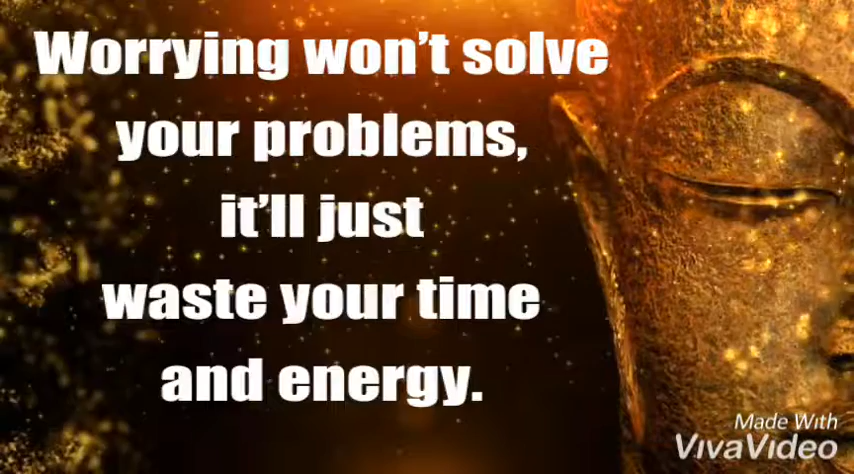 Worrying won’t solve
your problems,
it’ll just
waste your time
and energy.
Made With
VivaVideo